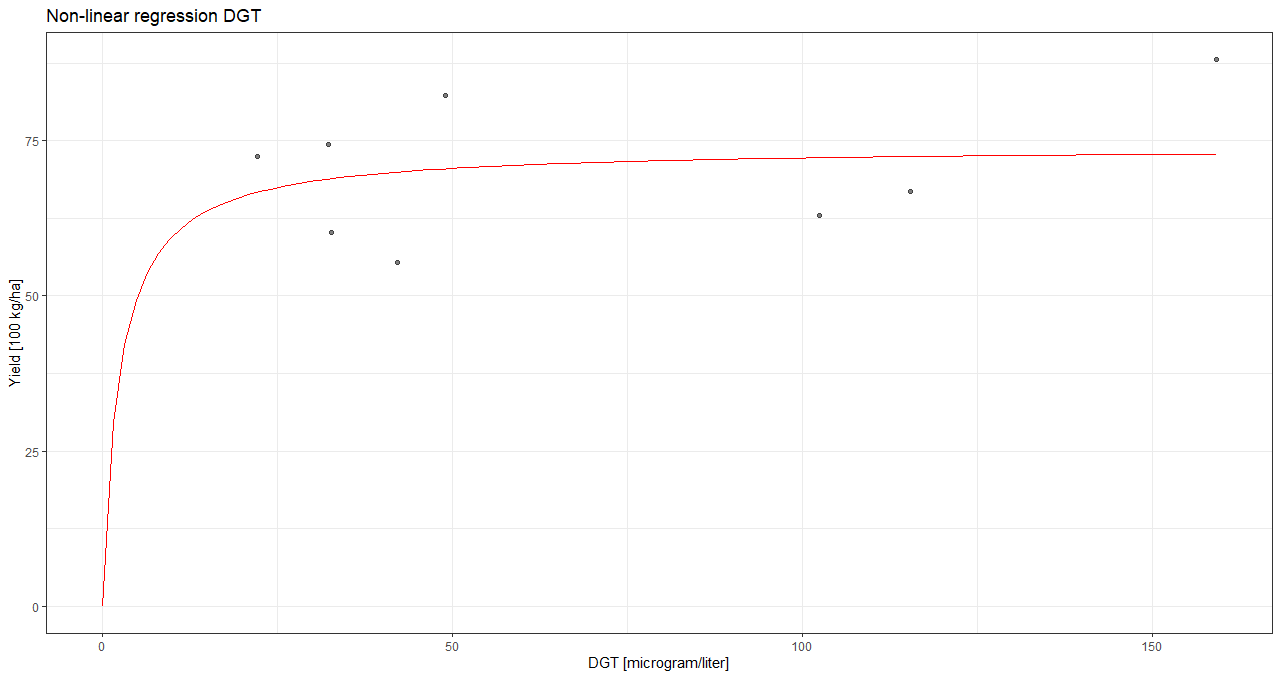 Non-linear regression DGT
Yield [100 kg/ha]
75
50
25
0
0 50 100 150
DGT [microgram/liter]